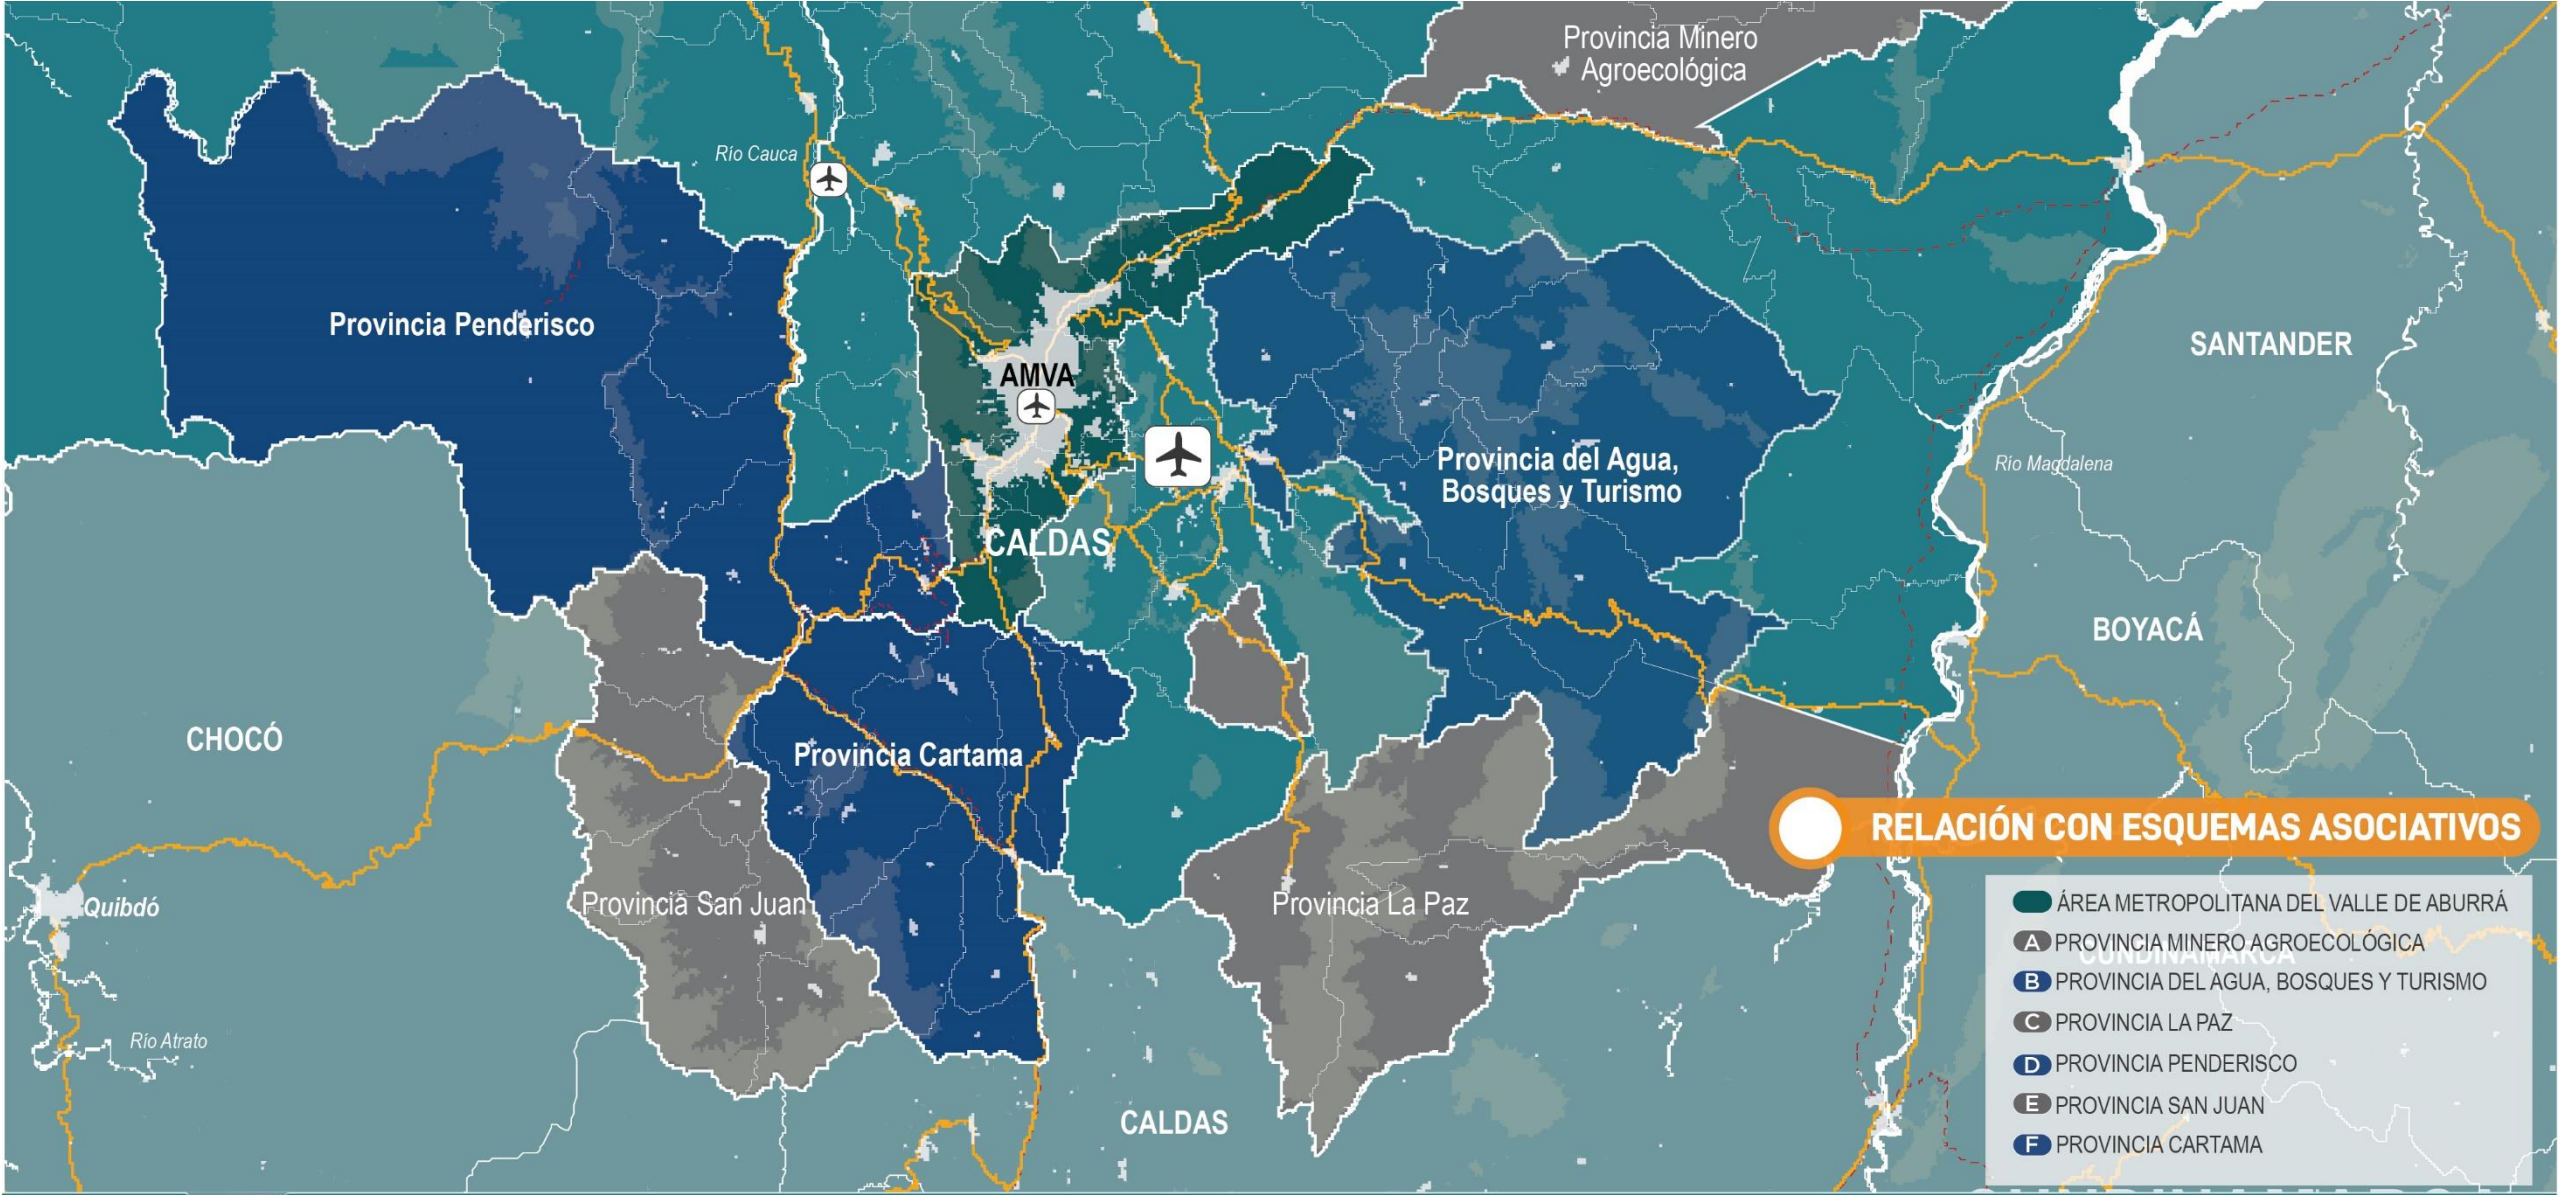 Provincia Minero
Agroecológica
Río Cauca
Provincia Penderisco
SANTANDER
AMVA
Provincia del Agua,
Bosques y Turismo
Río Magdalena
CALDAS
BOYACÁ
CHOCÓ
Provincia Cartama
RELACIÓN CON ESQUEMAS ASOCIATIVOS
Quibdó
Provincia San Juan
Provincia La Paz
ÁREA METROPOLITANA DEL VALLE DE ABURRÁ
A PROVINCIA MINERO AGROECOLÓGICA
CUNDINAMARCA
B PROVINCIA DEL AGUA, BOSQUES Y TURISMO
C PROVINCIA LA PAZ
Río Atrato
D PROVINCIA PENDERISCO
E PROVINCIA SAN JUAN
CALDAS
F PROVINCIA CARTAMA